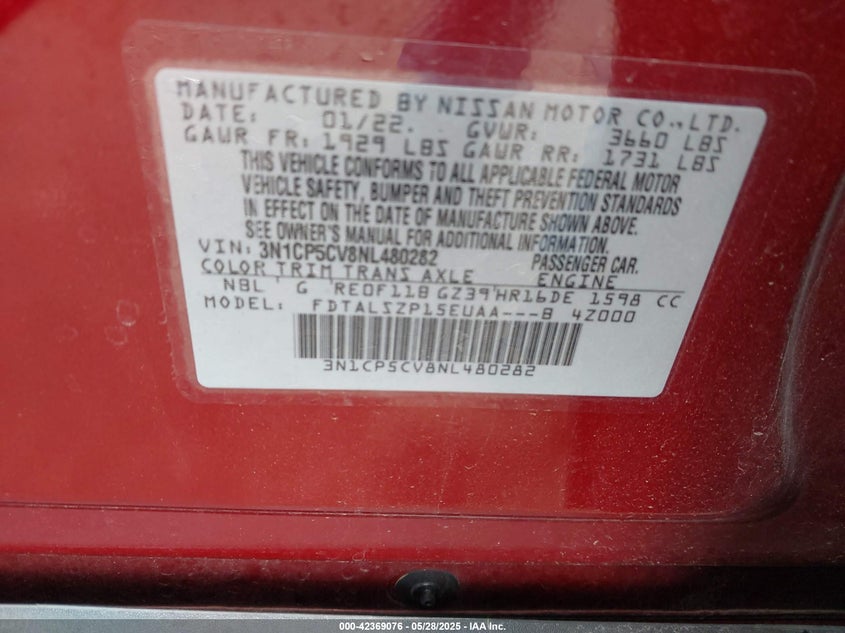 MANUFACTURED BY NISSAN MOTOR CO.,LTD.
DATE: 01/22. GVWR: 3660 LBS
GAWR FR: 1929 LBS GAWR RR: 1731 LBS
THIS VEHICLE CONFORMS TO ALL APPLICABLE FEDERAL MOTOR
VEHICLE SAFETY, BUMPER AND THEFT PREVENTION STANDARDS
IN EFFECT ON THE DATE OF MANUFACTURE SHOWN ABOVE.
SEE OWNER'S MANUAL FOR ADDITIONAL INFORMATION.
VIN: 3N1CP5CV8NL480282 PASSENGER CAR.
COLOR TRIM TRANS AXLE ENGINE
NBL G RE0F11B GZ39 HR16DE 1598 CC
MODEL: FDTALSZP15EUAA---B 4Z000
3N1CP5CV8NL480282
000-42369076 - 05/28/2025 - IAA Inc.